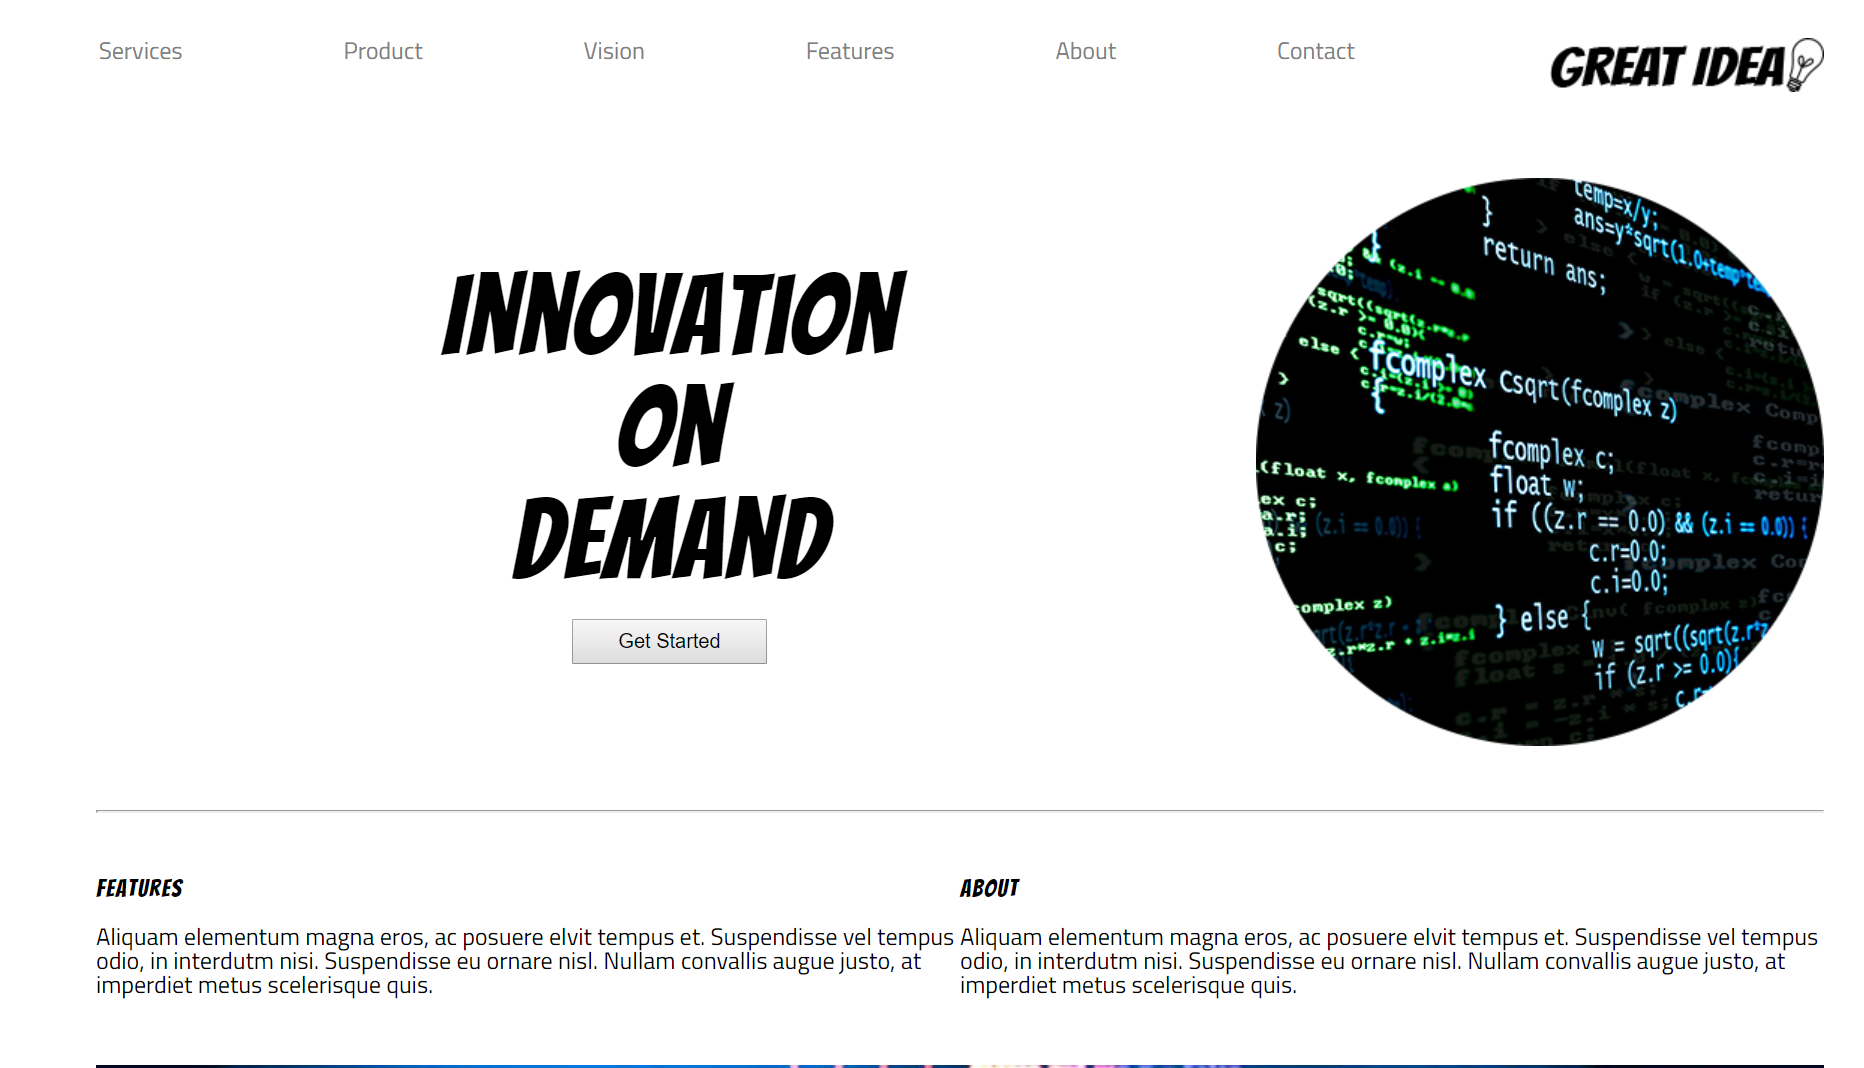 Services Product Vision Features About Contact GREAT IDEA
INNOVATION
ON
DEMAND
Get Started
temp=x/y;
}
ans=y*sqrt(1.0+temp*te
}
return ans;
else {
fcomplex Csqrt(fcomplex z)
{
fcomplex c;
float w;
if ((z.r == 0.0) && (z.i == 0.0)) {
c.r=0.0;
c.i=0.0;
} else {
w = sqrt((sqrt(z.r*z
if (z.r >= 0.0){
(float x, fcomplex a)
complex z)
z.r*z.r + z.i*z.i
FEATURES
Aliquam elementum magna eros, ac posuere elvit tempus et. Suspendisse vel tempus
odio, in interdutm nisi. Suspendisse eu ornare nisl. Nullam convallis augue justo, at
imperdiet metus scelerisque quis.
ABOUT
Aliquam elementum magna eros, ac posuere elvit tempus et. Suspendisse vel tempus
odio, in interdutm nisi. Suspendisse eu ornare nisl. Nullam convallis augue justo, at
imperdiet metus scelerisque quis.